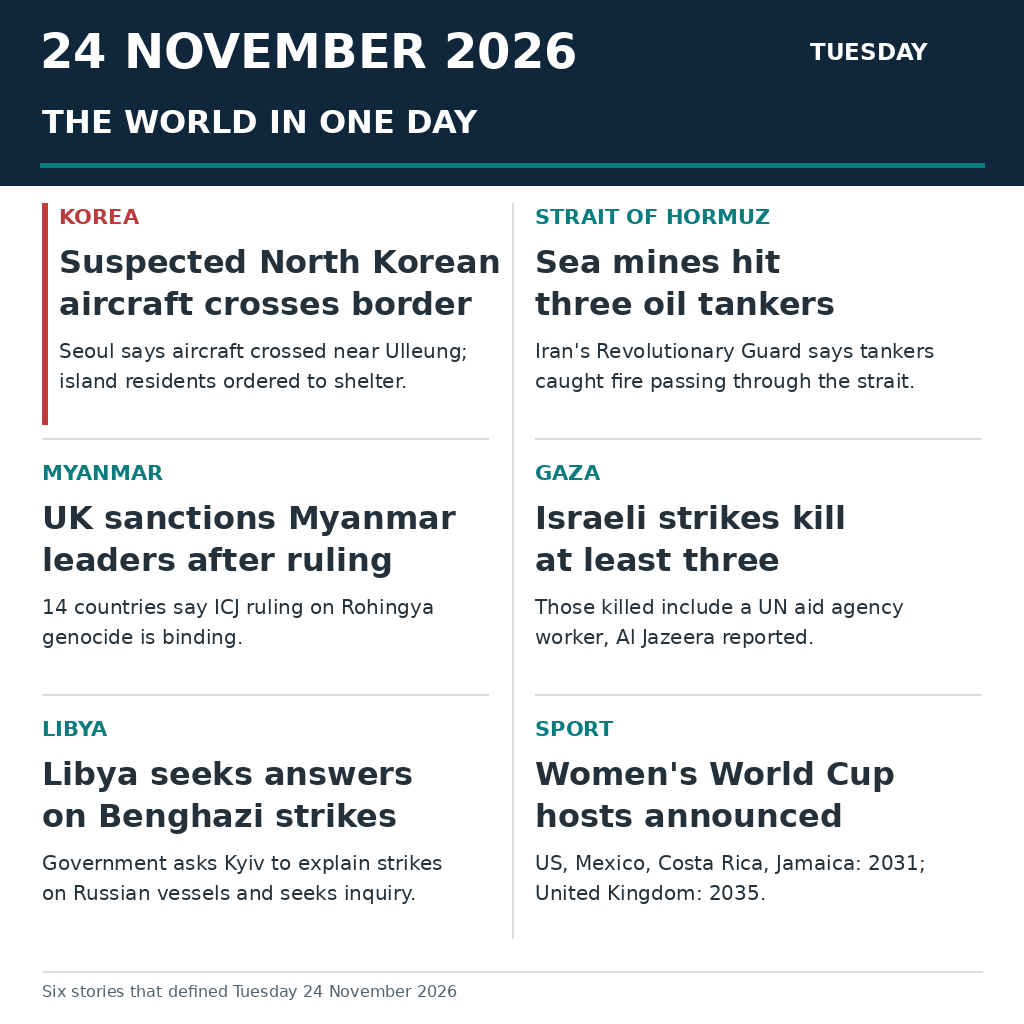 24 NOVEMBER 2026
TUESDAY
THE WORLD IN ONE DAY
KOREA
Suspected North Korean
aircraft crosses border
Seoul says aircraft crossed near Ulleung;
island residents ordered to shelter.
STRAIT OF HORMUZ
Sea mines hit
three oil tankers
Iran's Revolutionary Guard says tankers
caught fire passing through the strait.
MYANMAR
UK sanctions Myanmar
leaders after ruling
14 countries say ICJ ruling on Rohingya
genocide is binding.
GAZA
Israeli strikes kill
at least three
Those killed include a UN aid agency
worker, Al Jazeera reported.
LIBYA
Libya seeks answers
on Benghazi strikes
Government asks Kyiv to explain strikes
on Russian vessels and seeks inquiry.
SPORT
Women's World Cup
hosts announced
US, Mexico, Costa Rica, Jamaica: 2031;
United Kingdom: 2035.
Six stories that defined Tuesday 24 November 2026